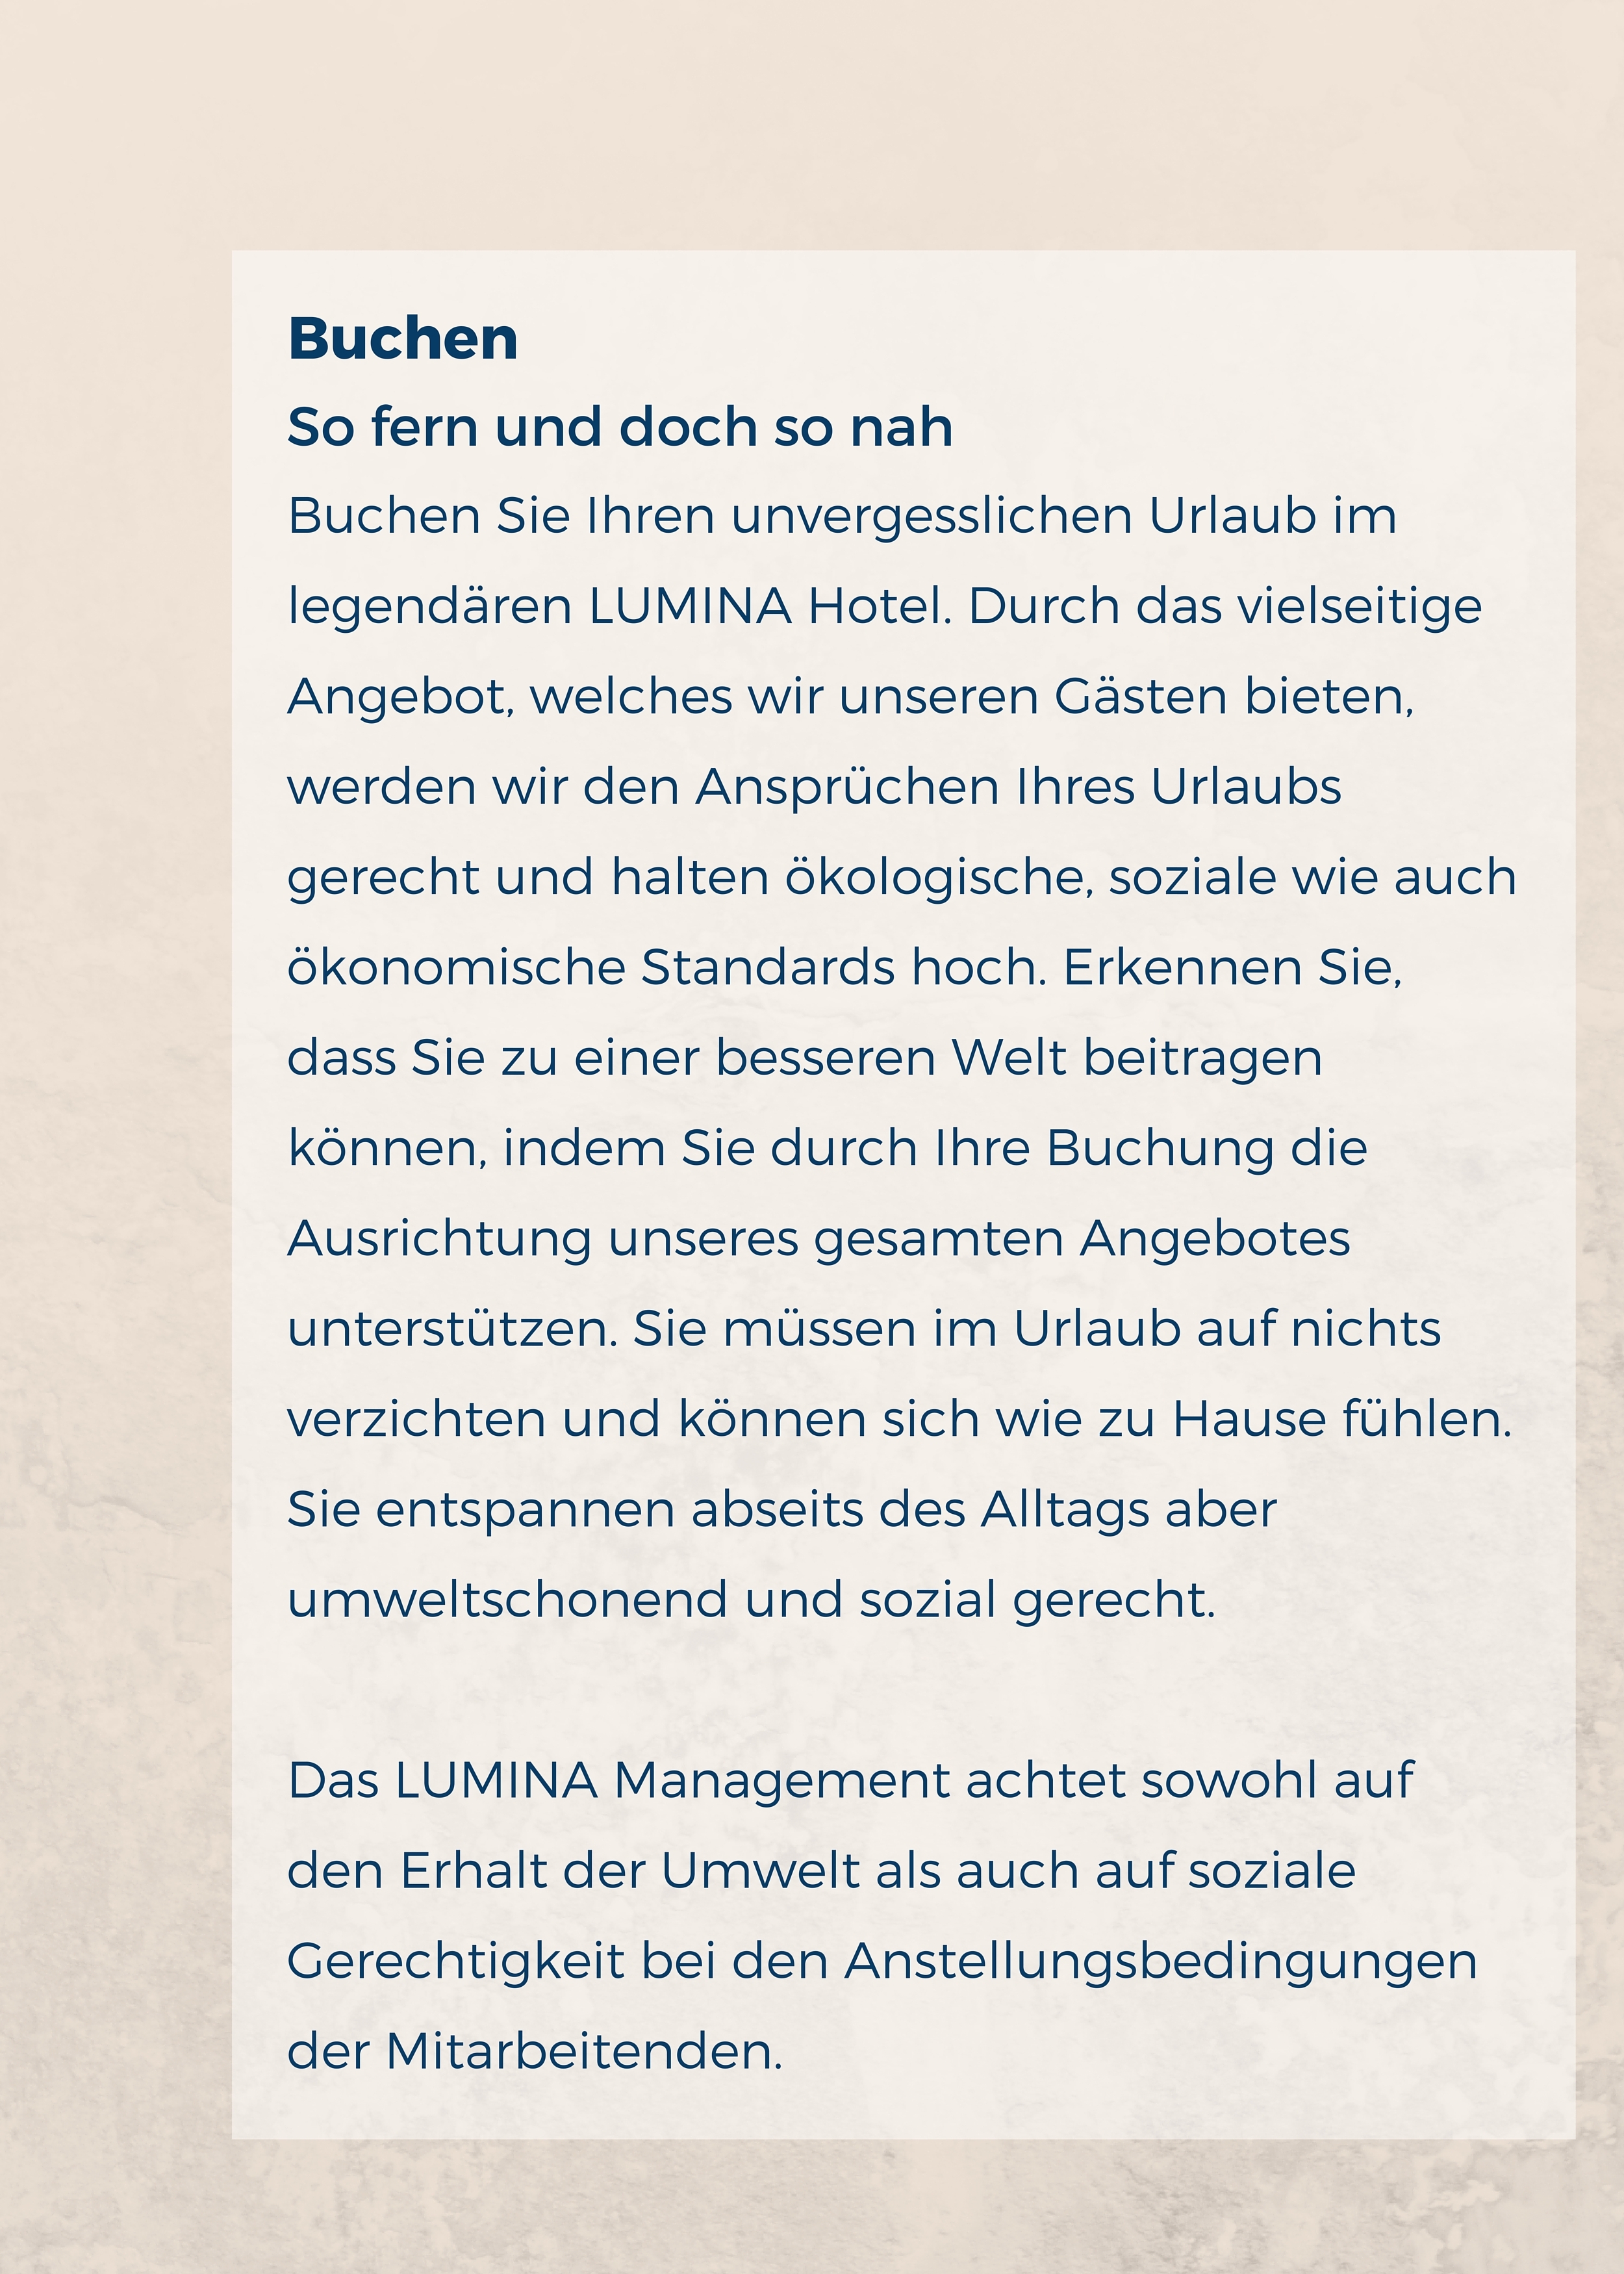 Buchen
So fern und doch so nah
Buchen Sie Ihren unvergesslichen Urlaub im
legendären LUMINA Hotel. Durch das vielseitige
Angebot, welches wir unseren Gästen bieten,
werden wir den Ansprüchen Ihres Urlaubs
gerecht und halten ökologische, soziale wie auch
ökonomische Standards hoch. Erkennen Sie,
dass Sie zu einer besseren Welt beitragen
können, indem Sie durch Ihre Buchung die
Ausrichtung unseres gesamten Angebotes
unterstützen. Sie müssen im Urlaub auf nichts
verzichten und können sich wie zu Hause fühlen.
Sie entspannen abseits des Alltags aber
umweltschonend und sozial gerecht.
Das LUMINA Management achtet sowohl auf
den Erhalt der Umwelt als auch auf soziale
Gerechtigkeit bei den Anstellungsbedingungen
der Mitarbeitenden.